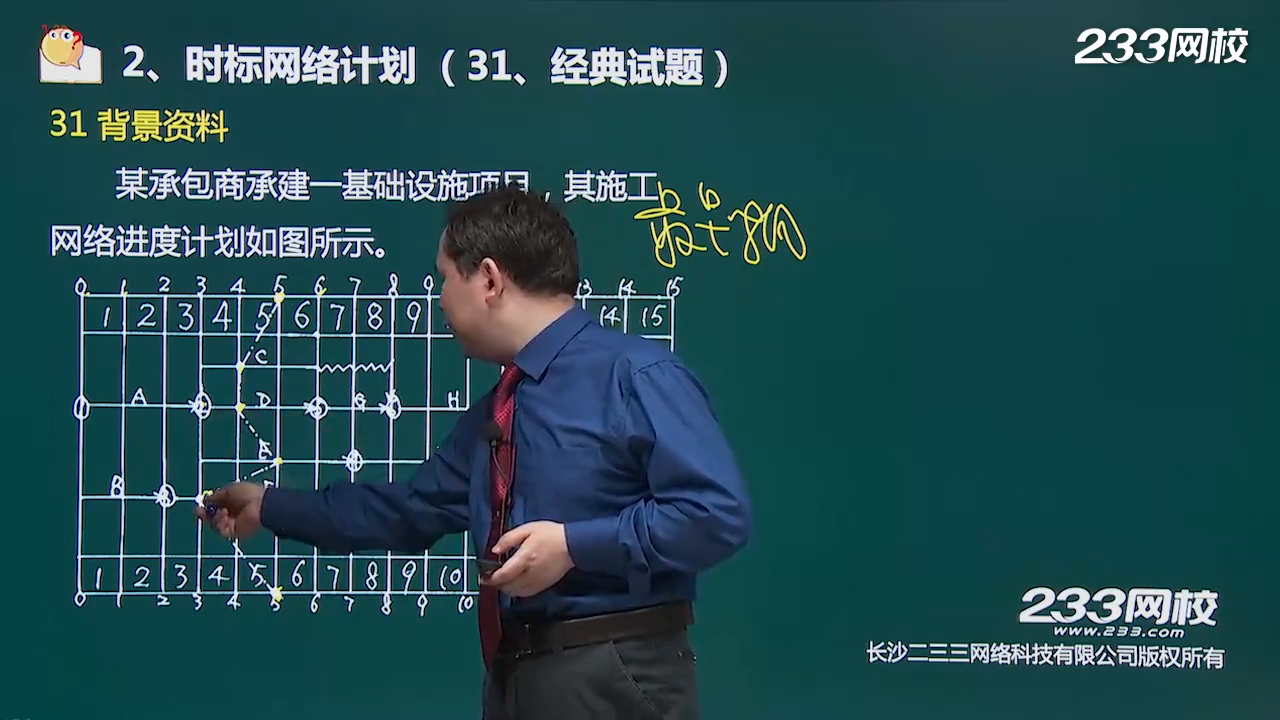 233网校
2、时标网络计划（31、经典试题）
31 背景资料
某承包商承建一基础设施项目，其施工
网络进度计划如图所示。
0 1 2 3 4 5 6 7 8 9 13 14 15
1 2 3 4 5 6 7 8 9 14 15
C
A D G H
E
B
1 2 3 4 5 6 7 8 9 10
0 1 2 3 4 5 6 7 8 9 10
233网校
www.233.com
长沙二三三网络科技有限公司版权所有